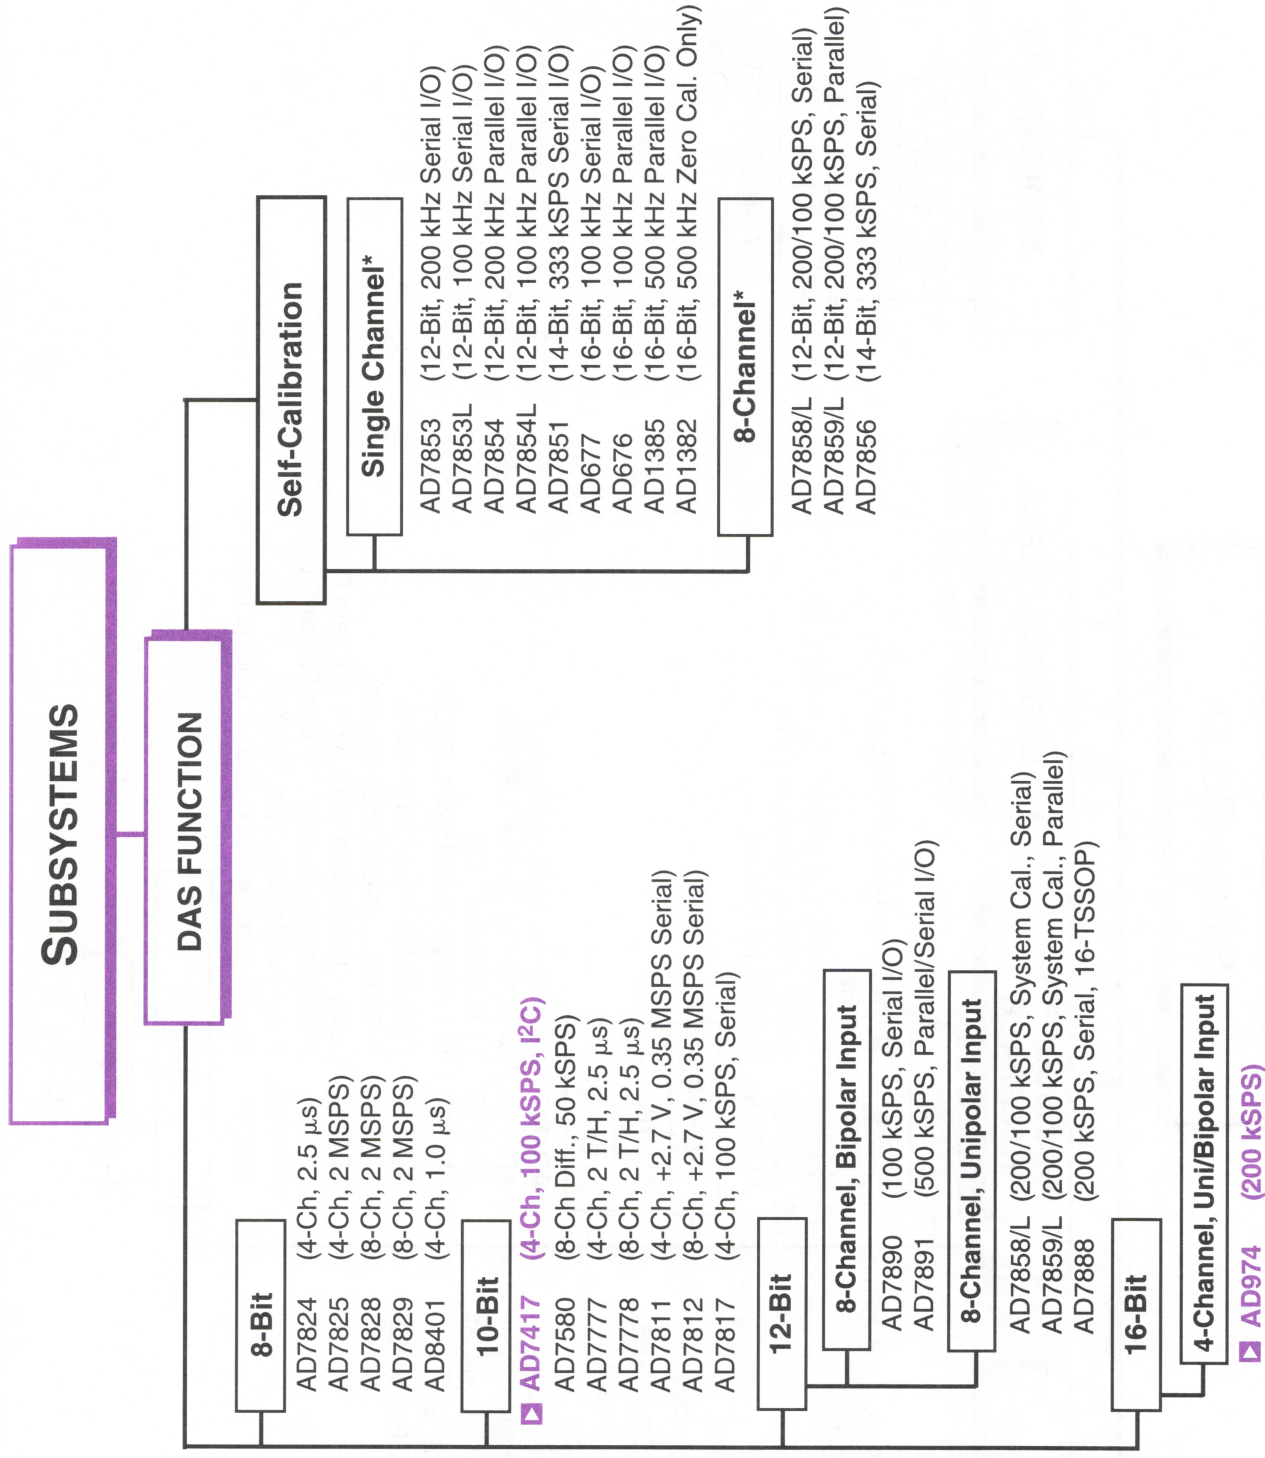 SUBSYSTEMS
DAS FUNCTION
8-Bit
AD7824 (4-Ch, 2.5 µs)
AD7825 (4-Ch, 2 MSPS)
AD7828 (8-Ch, 2 MSPS)
AD7829 (8-Ch, 2 MSPS)
AD8401 (4-Ch, 1.0 µs)
10-Bit
AD7417 (4-Ch, 100 kSPS, I²C)
AD7580 (8-Ch Diff., 50 kSPS)
AD7777 (4-Ch, 2 T/H, 2.5 µs)
AD7778 (8-Ch, 2 T/H, 2.5 µs)
AD7811 (4-Ch, +2.7 V, 0.35 MSPS Serial)
AD7812 (8-Ch, +2.7 V, 0.35 MSPS Serial)
AD7817 (4-Ch, 100 kSPS, Serial)
12-Bit
8-Channel, Bipolar Input
AD7890 (100 kSPS, Serial I/O)
AD7891 (500 kSPS, Parallel/Serial I/O)
8-Channel, Unipolar Input
AD7858/L (200/100 kSPS, System Cal., Serial)
AD7859/L (200/100 kSPS, System Cal., Parallel)
AD7888 (200 kSPS, Serial, 16-TSSOP)
16-Bit
4-Channel, Uni/Bipolar Input
AD974 (200 kSPS)
Self-Calibration
Single Channel*
AD7853 (12-Bit, 200 kHz Serial I/O)
AD7853L (12-Bit, 100 kHz Serial I/O)
AD7854 (12-Bit, 200 kHz Parallel I/O)
AD7854L (12-Bit, 100 kHz Parallel I/O)
AD7851 (14-Bit, 333 kSPS Serial I/O)
AD677 (16-Bit, 100 kHz Serial I/O)
AD676 (16-Bit, 100 kHz Parallel I/O)
AD1385 (16-Bit, 500 kHz Parallel I/O)
AD1382 (16-Bit, 500 kHz Zero Cal. Only)
8-Channel*
AD7858/L (12-Bit, 200/100 kSPS, Serial)
AD7859/L (12-Bit, 200/100 kSPS, Parallel)
AD7856 (14-Bit, 333 kSPS, Serial)